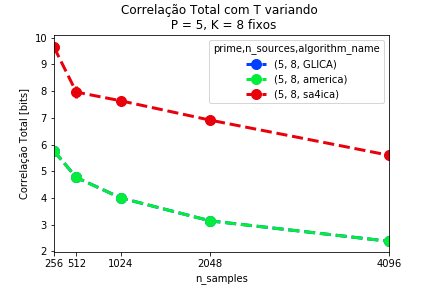 Correlação Total com T variando
P = 5, K = 8 fixos
Correlação Total [bits]
10
9
8
7
6
5
4
3
2
prime,n_sources,algorithm_name
(5, 8, GLICA)
(5, 8, america)
(5, 8, sa4ica)
256 512 1024 2048 4096
n_samples